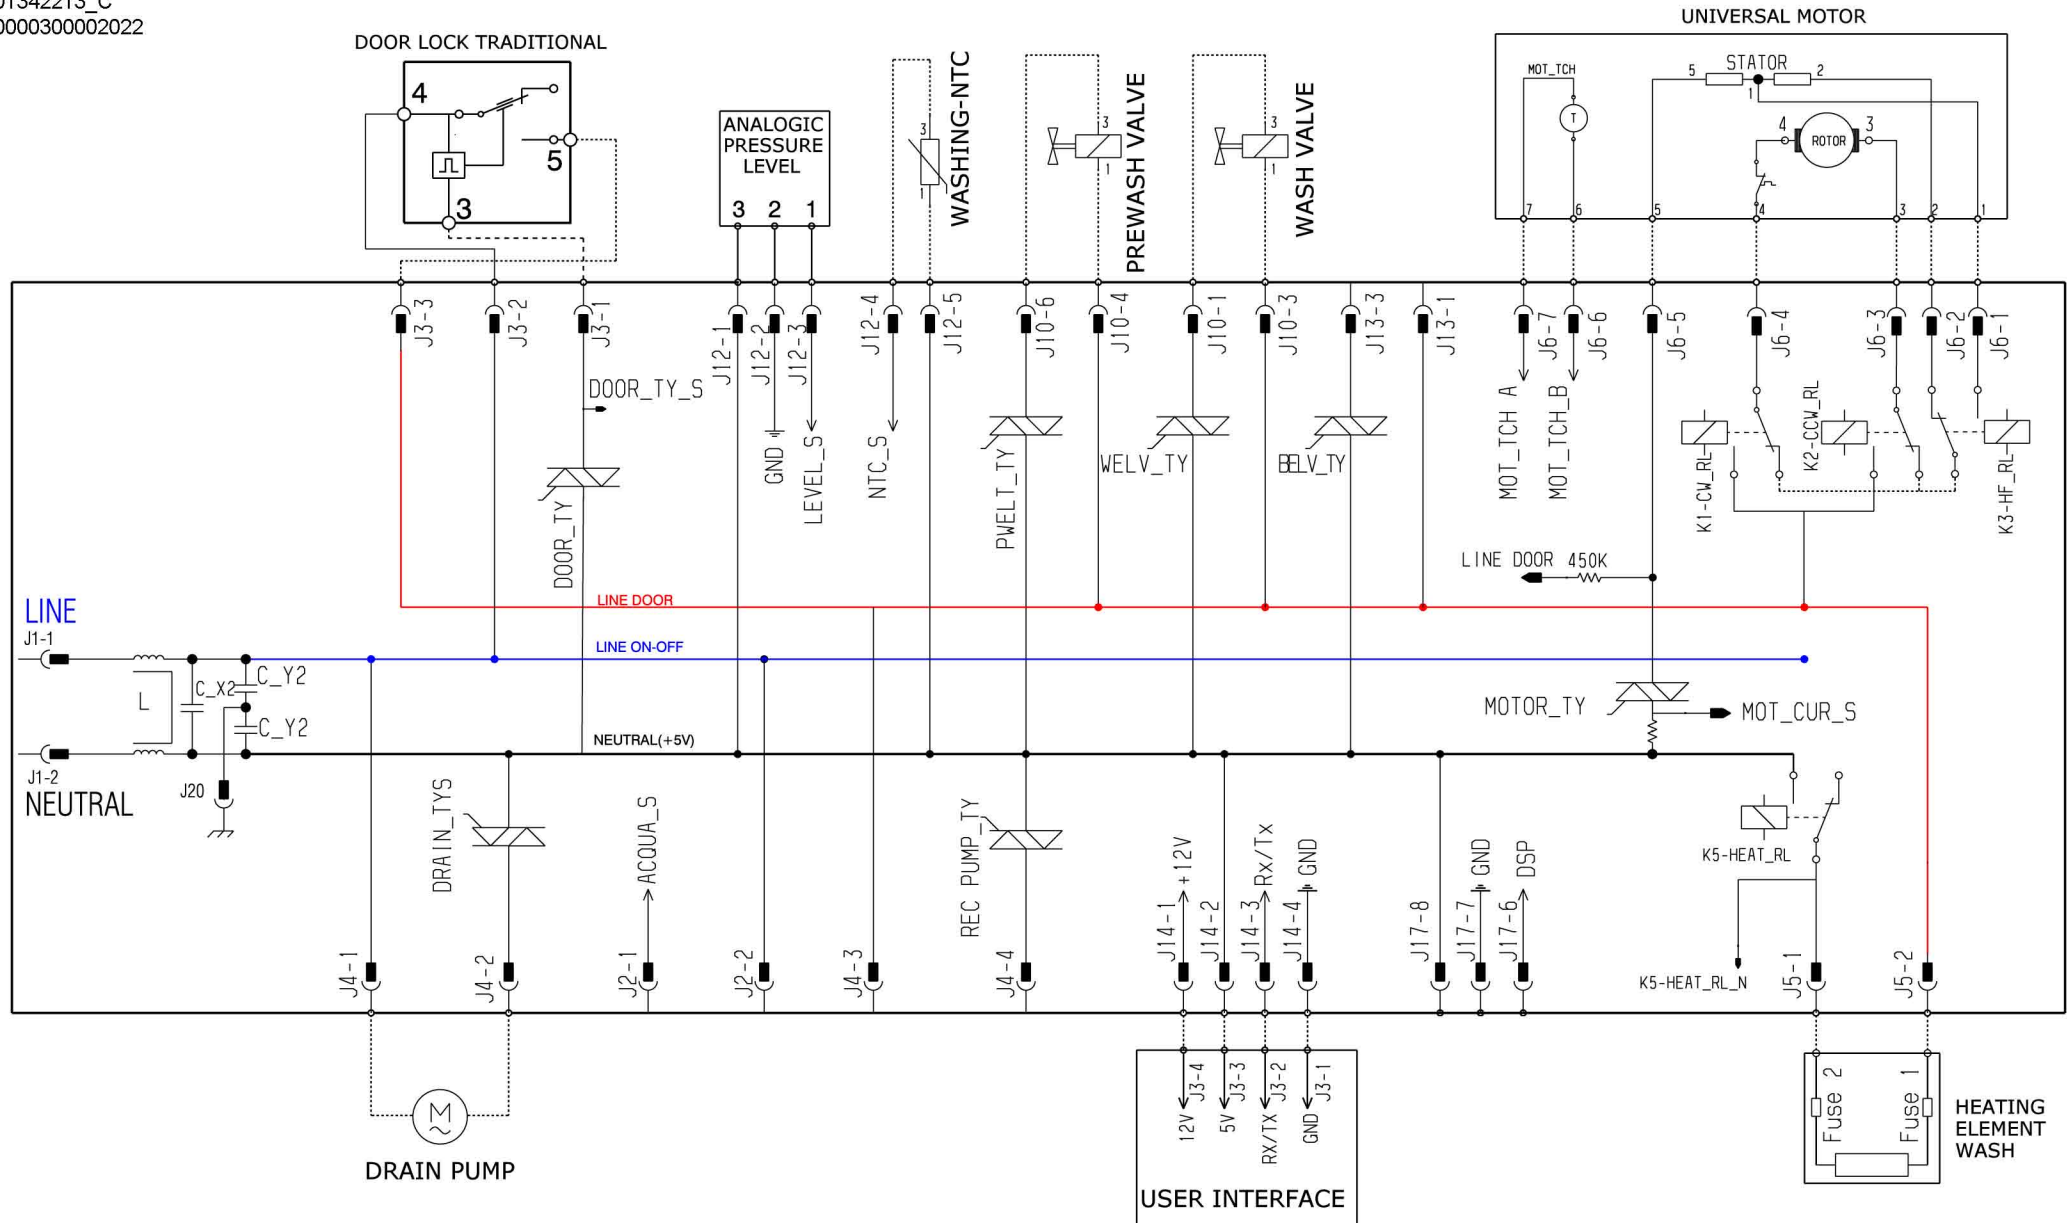 01342213_C
0000300002022
DOOR LOCK TRADITIONAL
4
5
3
ANALOGIC
PRESSURE
LEVEL
3 2 1
3
1
WASHING-NTC
3
1
PREWASH VALVE
3
1
WASH VALVE
UNIVERSAL MOTOR
MOT_TCH
T
STATOR
5
2
1
4
3
ROTOR
7
6
5
4
3
2
1
J3-3
J3-2
J3-1
J12-1
J12-2
J12-3
J12-4
J12-5
J10-6
J10-4
J10-1
J10-3
J13-3
J13-1
J6-7
J6-6
J6-5
J6-4
J6-3
J6-2
J6-1
DOOR_TY_S
DOOR_TY
GND
LEVEL_S
NTC_S
PWELT_TY
WELV_TY
BELV_TY
MOT_TCH A
MOT_TCH_B
K1-CW_RL
K2-CCW_RL
K3-HF_RL
LINE DOOR 450K
LINE DOOR
LINE
J1-1
LINE ON-OFF
C_Y2
C_X2
L
C_Y2
MOTOR_TY
MOT_CUR_S
NEUTRAL(+5V)
J1-2
NEUTRAL
J20
DRAIN_TYS
ACQUA_S
REC PUMP_TY
+12V
Rx/Tx
GND
GND
DSP
K5-HEAT_RL
K5-HEAT_RL_N
J4-1
J4-2
J2-1
J2-2
J4-3
J4-4
J14-1
J14-2
J14-3
J14-4
J17-8
J17-7
J17-6
J5-1
J5-2
M
DRAIN PUMP
J3-4
J3-3
J3-2
J3-1
12V
5V
RX/TX
GND
USER INTERFACE
Fuse 2
Fuse 1
HEATING
ELEMENT
WASH